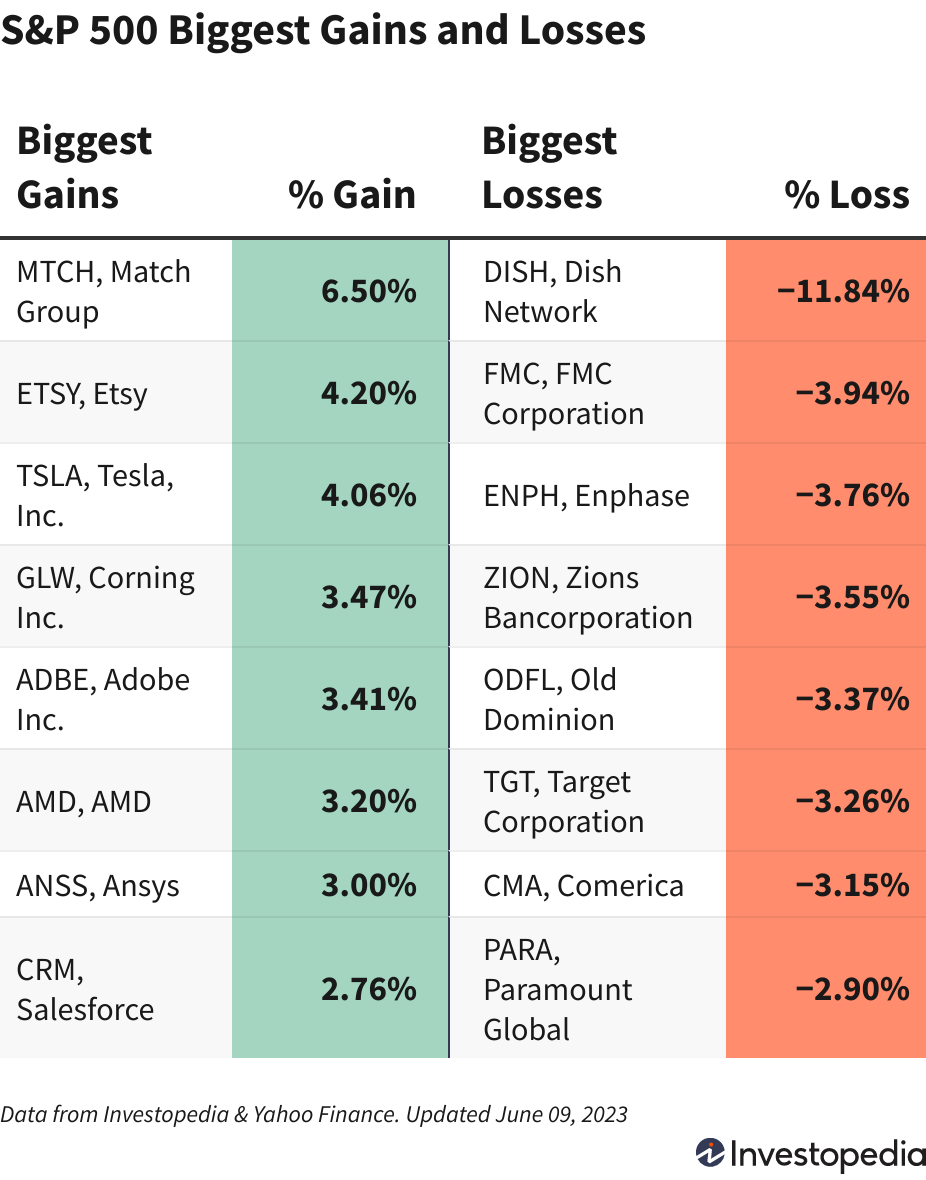 S&P 500 Biggest Gains and Losses
Biggest
Gains
% Gain
Biggest
Losses
% Loss
MTCH, Match
Group
6.50%
DISH, Dish
Network
−11.84%
ETSY, Etsy
4.20%
FMC, FMC
Corporation
−3.94%
TSLA, Tesla,
Inc.
4.06%
ENPH, Enphase
−3.76%
GLW, Corning
Inc.
3.47%
ZION, Zions
Bancorporation
−3.55%
ADBE, Adobe
Inc.
3.41%
ODFL, Old
Dominion
−3.37%
AMD, AMD
3.20%
TGT, Target
Corporation
−3.26%
ANSS, Ansys
3.00%
CMA, Comerica
−3.15%
CRM,
Salesforce
2.76%
PARA,
Paramount
Global
−2.90%
Data from Investopedia & Yahoo Finance. Updated June 09, 2023
Investopedia